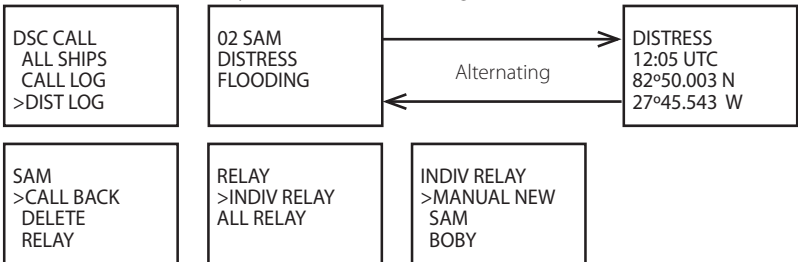 DSC CALL
ALL SHIPS
CALL LOG
>DIST LOG
02 SAM
DISTRESS
FLOODING
Alternating
DISTRESS
12:05 UTC
82º50.003 N
27º45.543 W
SAM
>CALL BACK
DELETE
RELAY
RELAY
>INDIV RELAY
ALL RELAY
INDIV RELAY
>MANUAL NEW
SAM
BOBY